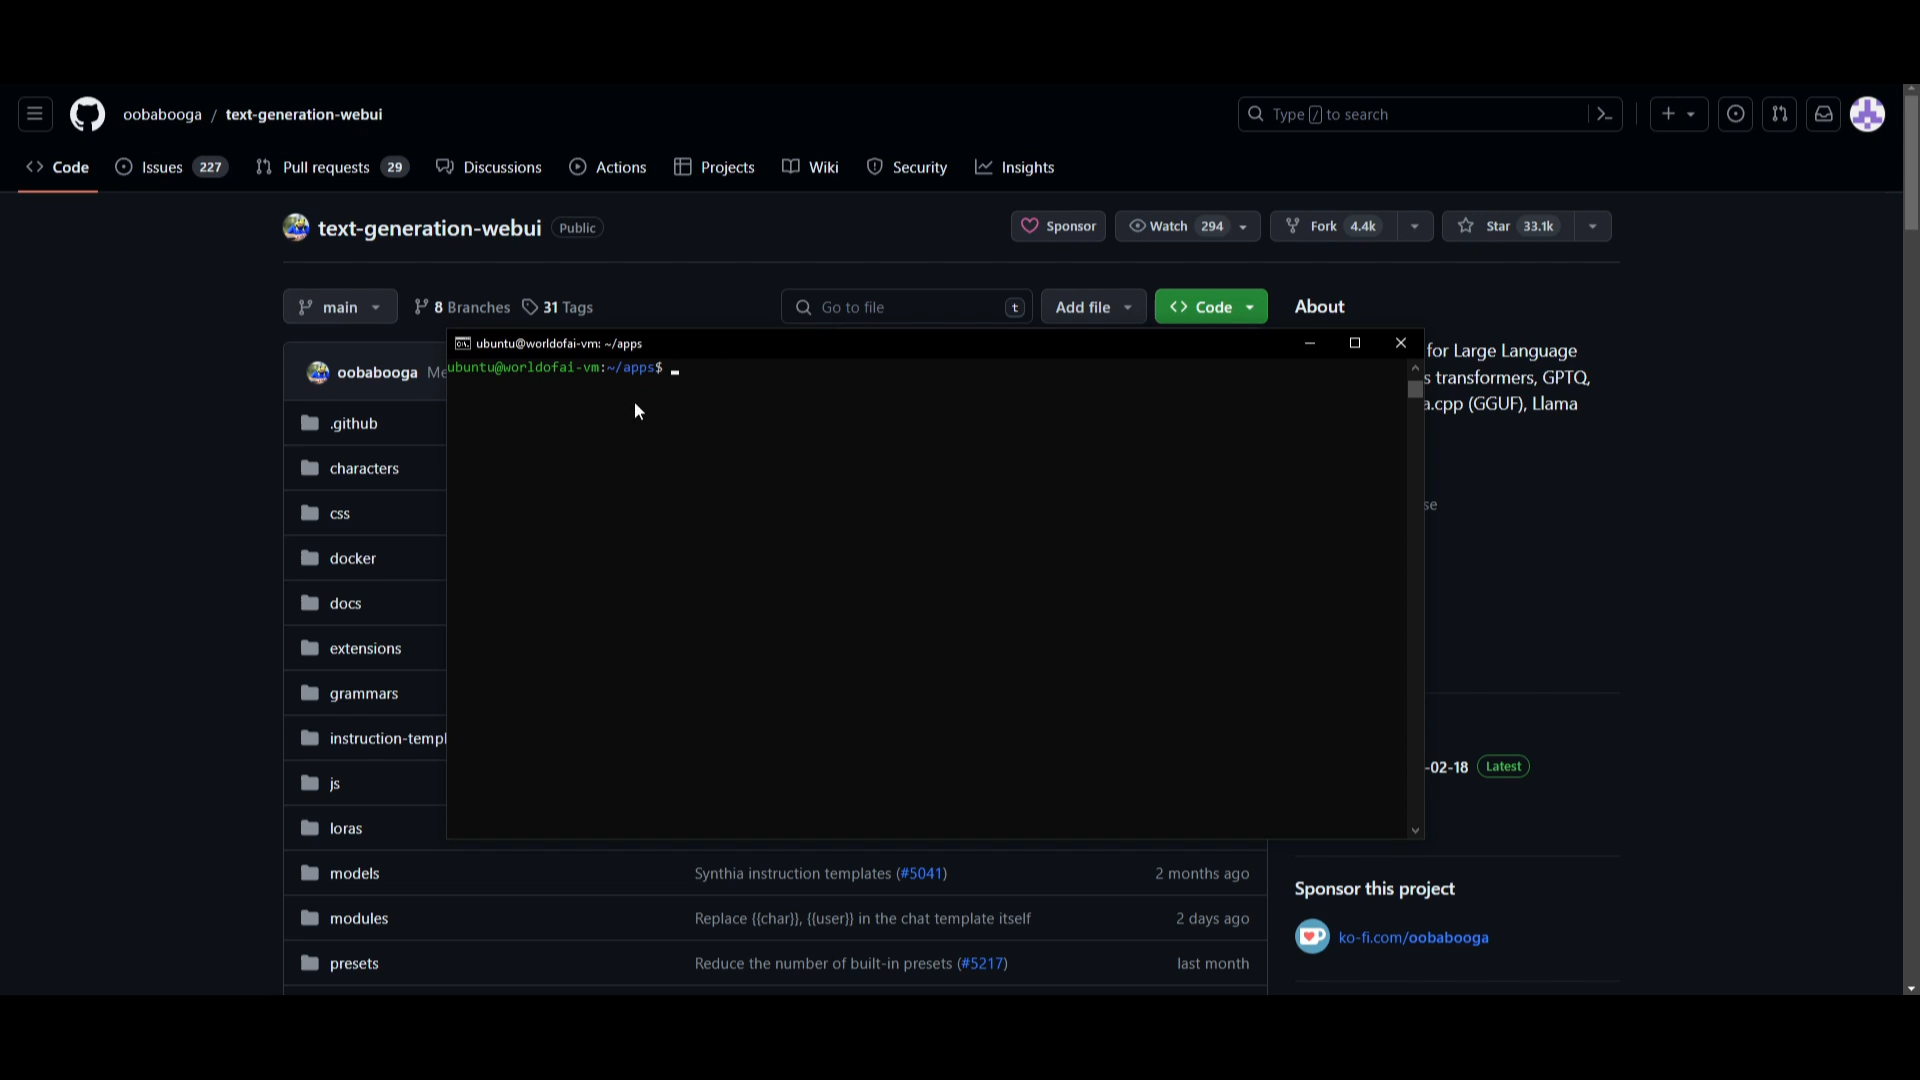 oobabooga / text-generation-webui
Type / to search
Code
Issues 227
Pull requests 29
Discussions
Actions
Projects
Wiki
Security
Insights
text-generation-webui Public
Sponsor
Watch 294
Fork 4.4k
Star 33.1k
main
8 Branches
31 Tags
Go to file t
Add file
<> Code
About
for Large Language
s transformers, GPTQ,
a.cpp (GGUF), Llama
se
-02-18 Latest
Sponsor this project
ko-fi.com/oobabooga
oobabooga Me
.github
characters
css
docker
docs
extensions
grammars
instruction-templ
js
loras
models Synthia instruction templates (#5041) 2 months ago
modules Replace {{char}}, {{user}} in the chat template itself 2 days ago
presets Reduce the number of built-in presets (#5217) last month
ubuntu@worldofai-vm: ~/apps
ubuntu@worldofai-vm:~/apps$